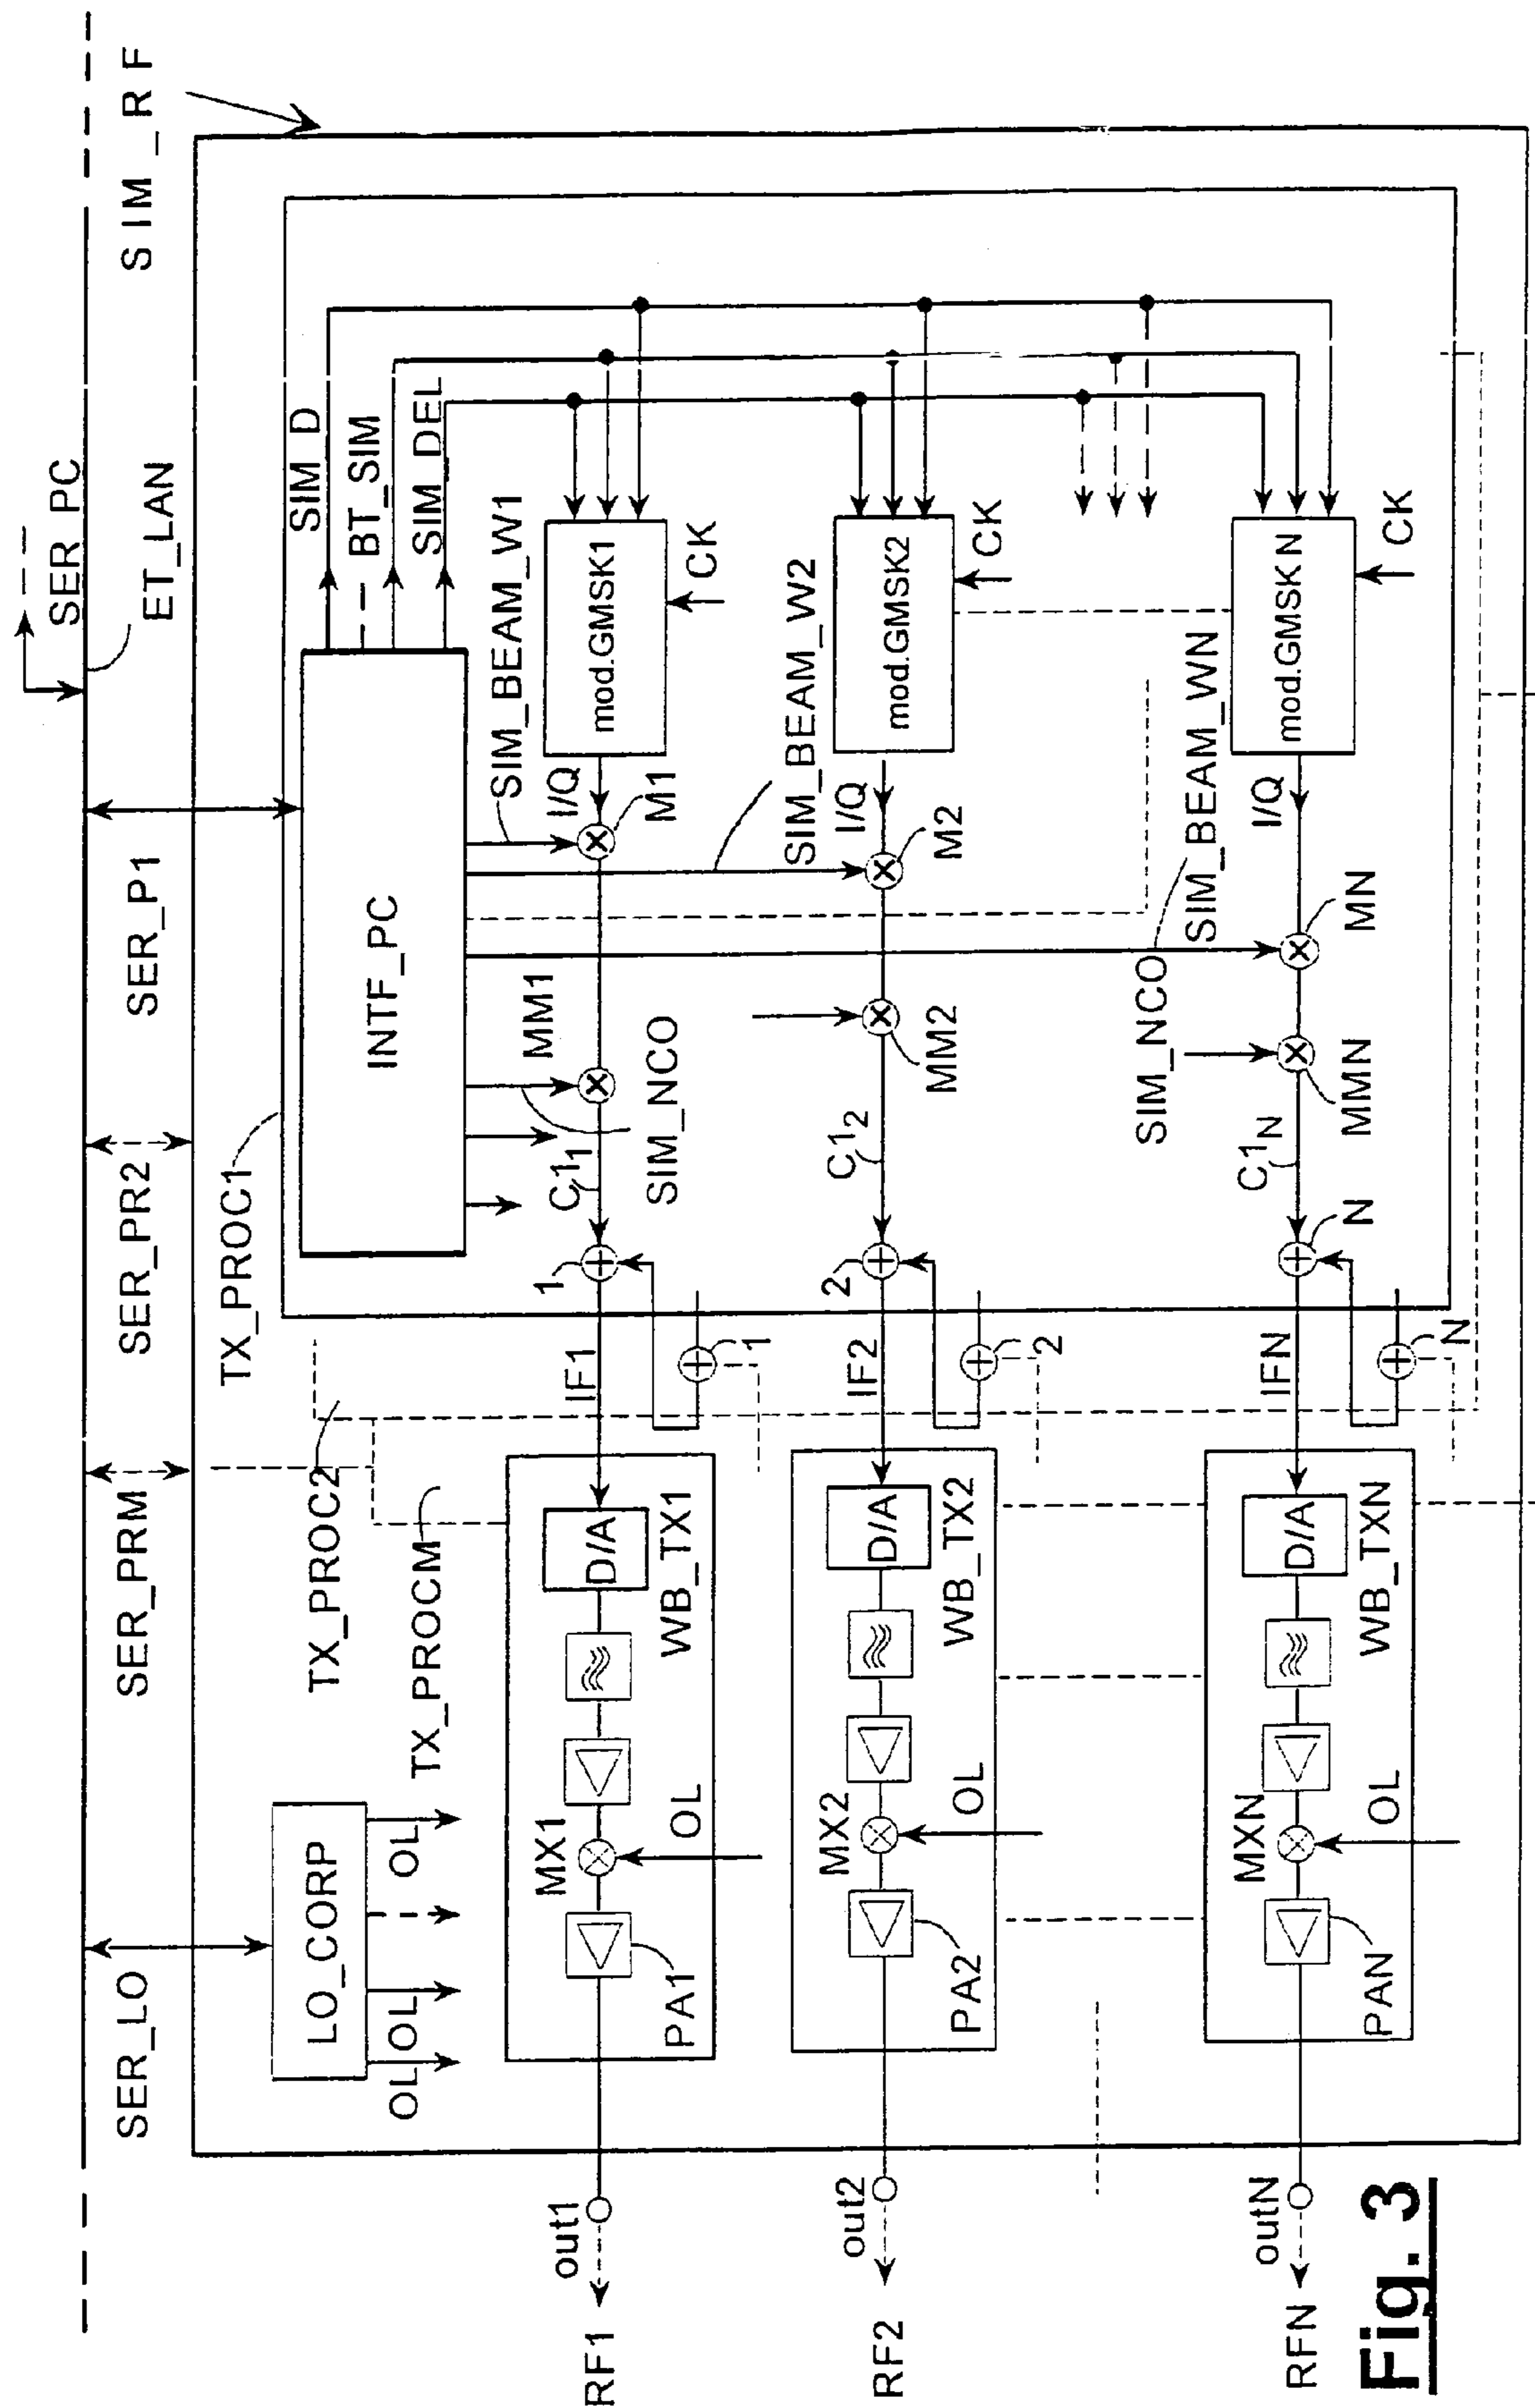 SER_PC
ET_LAN
SIM_RF
SER_P1
SER_PR2
SER_PRM
SER_LO
TX_PROC1
TX_PROC2
TX_PROCM
INTF_PC
SIM_D
BT_SIM
SIM_DEL
LO_CORP
OL
OL
OL
SIM_BEAM_W1
mod.GMSK1
CK
I/Q
M1
MM1
SIM_NCO
C1₁
1
1
IF1
D/A
WB_TX1
MX1
OL
PA1
out1
RF1
SIM_BEAM_W2
mod.GMSK2
CK
I/Q
M2
MM2
C1₂
2
2
IF2
D/A
WB_TX2
MX2
OL
PA2
out2
RF2
SIM_BEAM_WN
mod.GMSK N
CK
I/Q
MN
SIM_NCO
MMN
C1N
N
N
IFN
D/A
WB_TXN
MXN
OL
PAN
outN
RFN
Fig. 3